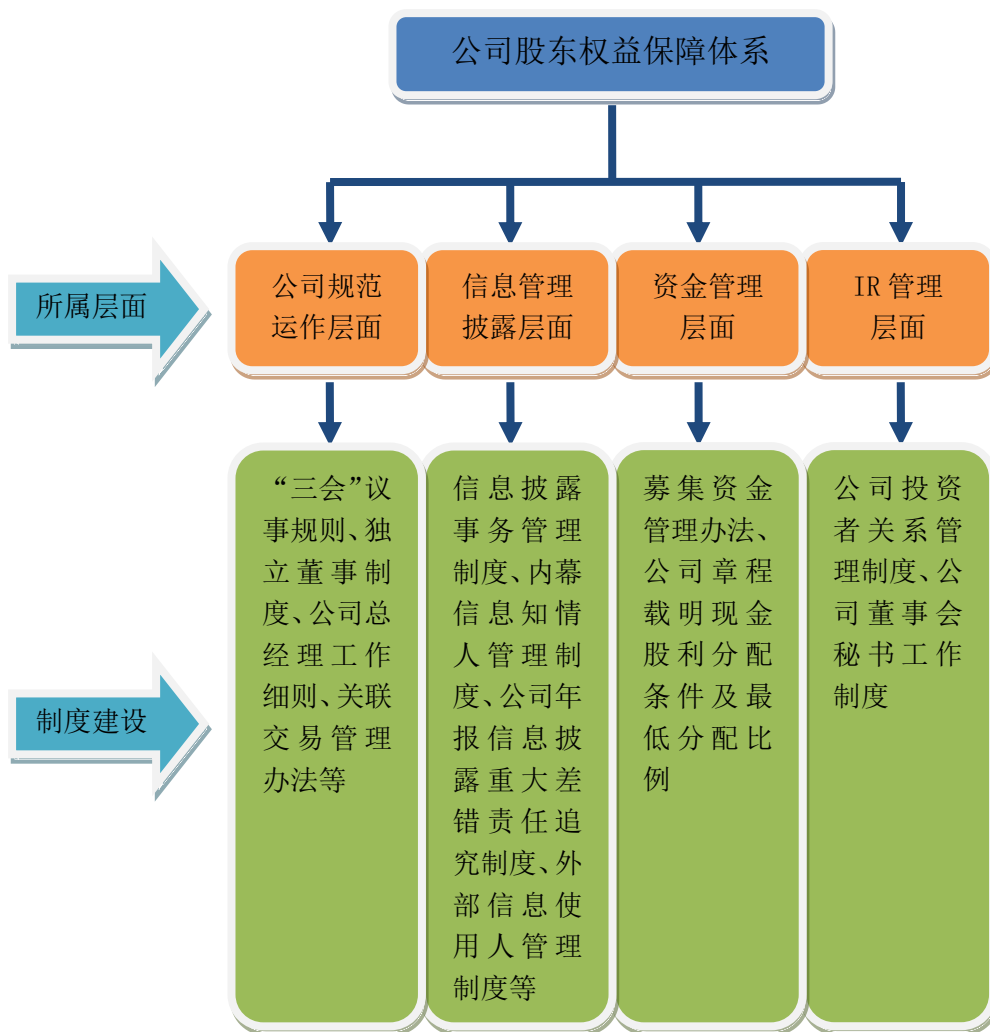 公司股东权益保障体系
所属层面
公司规范
运作层面
信息管理
披露层面
资金管理
层面
IR 管理
层面
制度建设
“三会”议
事规则、独
立董事制
度、公司总
经理工作
细则、关联
交易管理
办法等
信息披露
事务管理
制度、内幕
信息知情
人管理制
度、公司年
报信息披
露重大差
错责任追
究制度、外
部信息使
用人管理
制度等
募集资金
管理办法、
公司章程
载明现金
股利分配
条件及最
低分配比
例
公司投资
者关系管
理制度、公
司董事会
秘书工作
制度